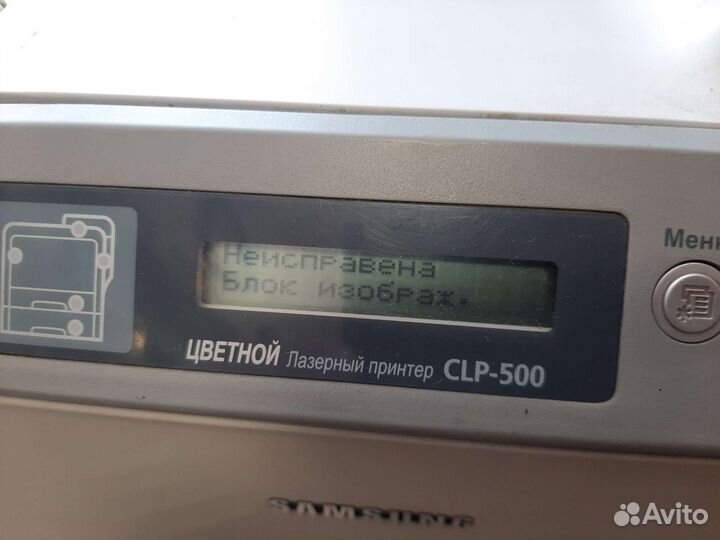 Неисправена
Блок изображ.
Меню
ЦВЕТНОЙ Лазерный принтер CLP-500
SAMSUNG
Avito